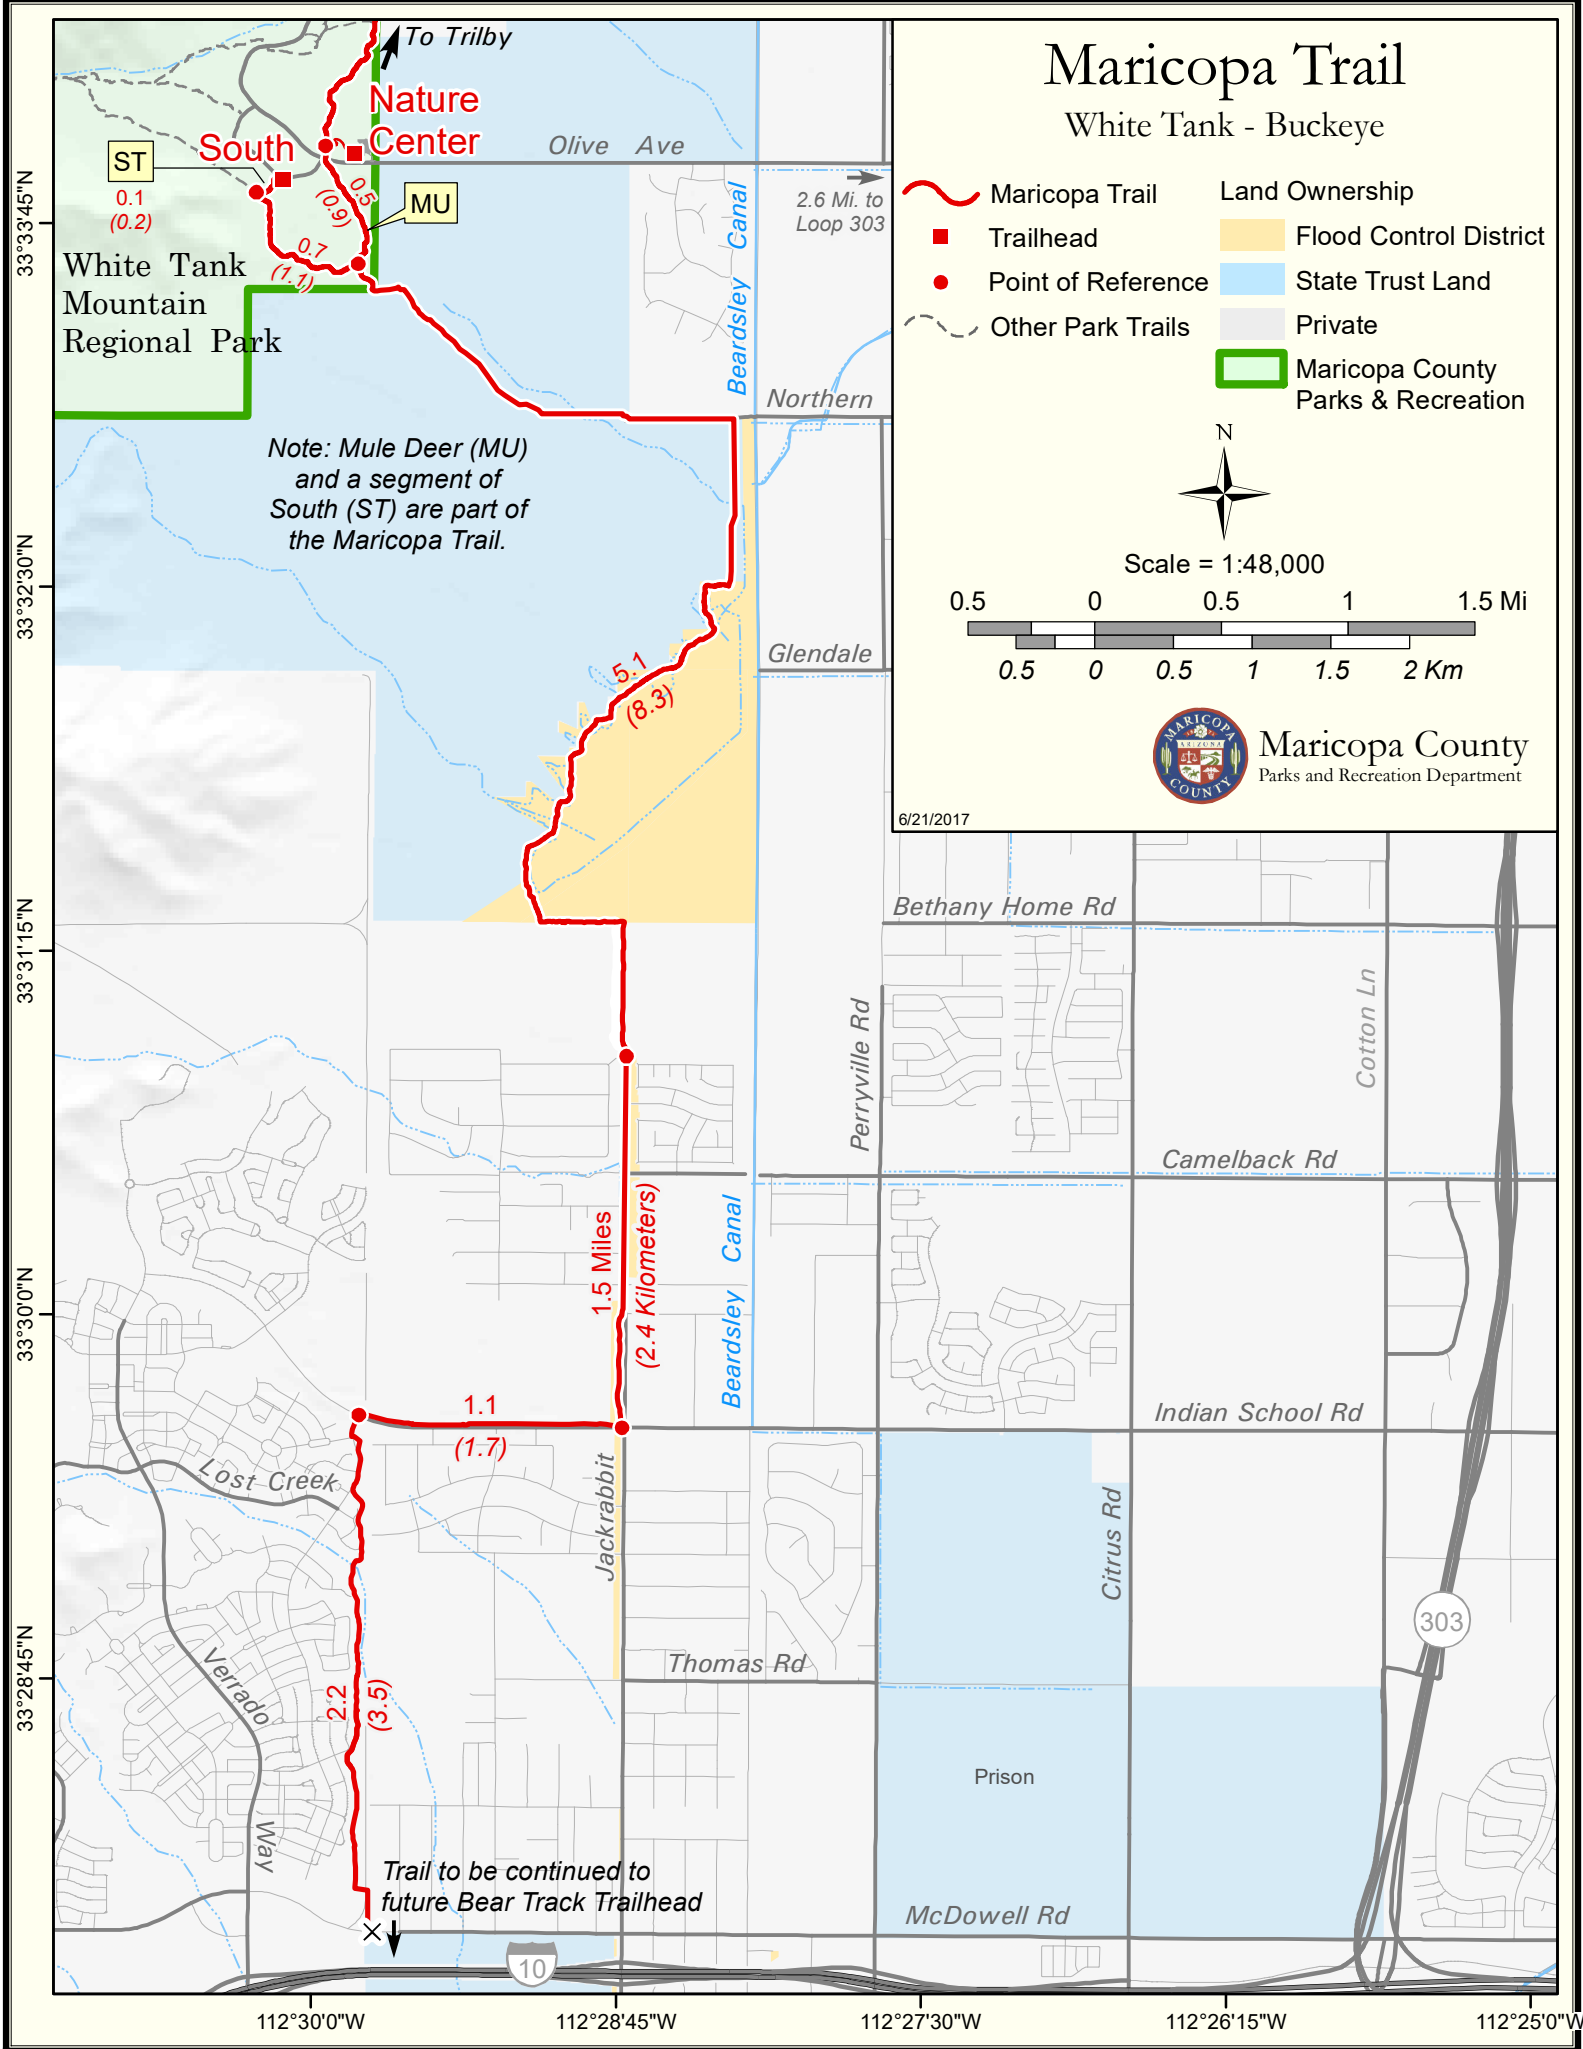 Maricopa Trail
White Tank - Buckeye
Maricopa Trail
Trailhead
Point of Reference
Other Park Trails
Land Ownership
Flood Control District
State Trust Land
Private
Maricopa County
Parks & Recreation
N
Scale = 1:48,000
0.5 0 0.5 1 1.5 Mi
0.5 0 0.5 1 1.5 2 Km
MARICOPA
ARIZONA
COUNTY
Maricopa County
Parks and Recreation Department
6/21/2017
To Trilby
Nature
Center
South
ST
0.1
(0.2)
MU
0.5
(0.9)
0.7
(1.1)
White Tank
Mountain
Regional Park
Olive Ave
2.6 Mi. to
Loop 303
Beardsley Canal
Northern
Note: Mule Deer (MU)
and a segment of
South (ST) are part of
the Maricopa Trail.
Glendale
5.1
(8.3)
Bethany Home Rd
Perryville Rd
Cotton Ln
Camelback Rd
1.5 Miles
(2.4 Kilometers)
Beardsley Canal
1.1
(1.7)
Indian School Rd
Lost Creek
Jackrabbit
Citrus Rd
303
Verrado
Way
Thomas Rd
2.2
(3.5)
Prison
Trail to be continued to
future Bear Track Trailhead
McDowell Rd
10
33°33'45"N
33°32'30"N
33°31'15"N
33°30'0"N
33°28'45"N
112°30'0"W
112°28'45"W
112°27'30"W
112°26'15"W
112°25'0"W